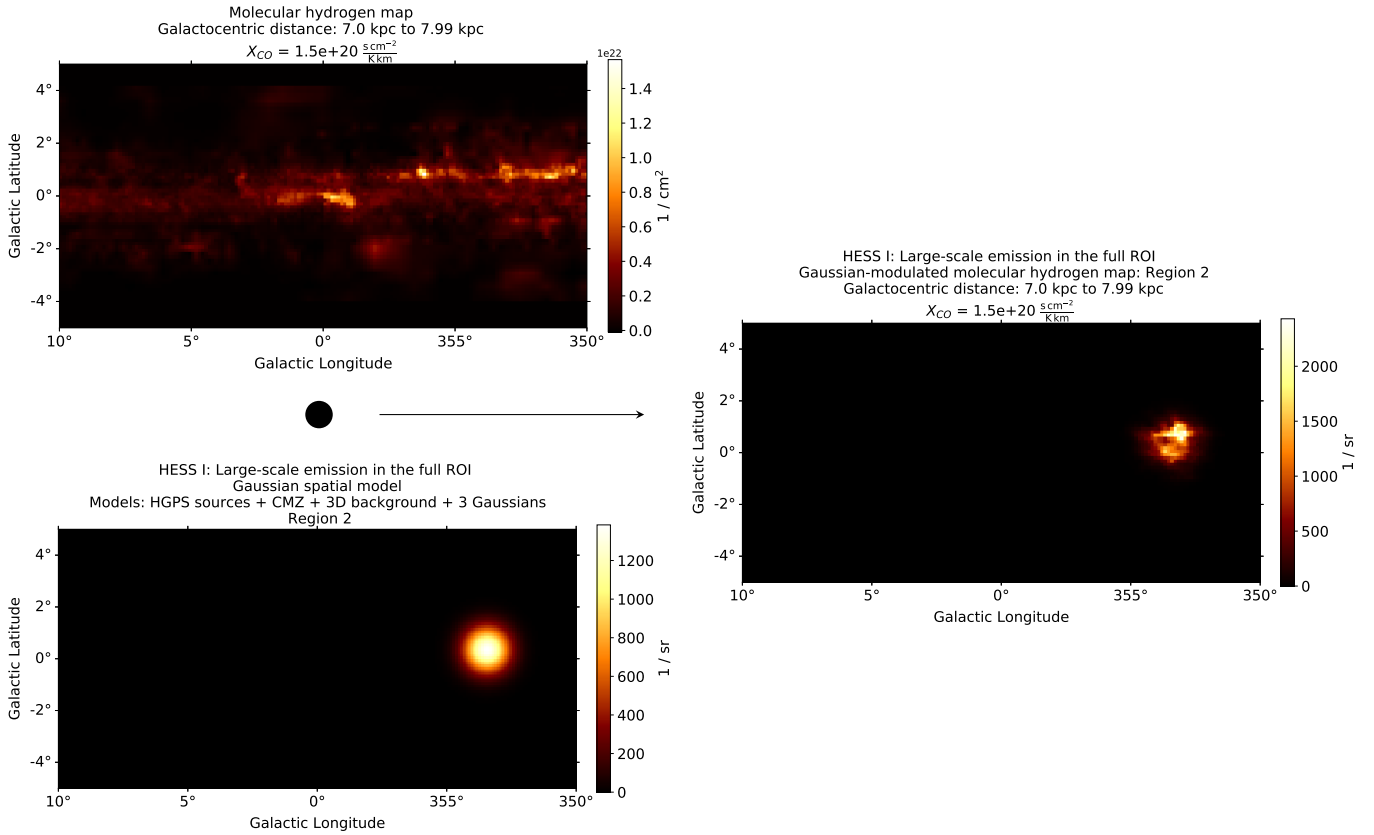 Molecular hydrogen map
Galactocentric distance: 7.0 kpc to 7.99 kpc
X_CO = 1.5e+20 s cm⁻² / K km
1e22
4°
2°
0°
-2°
-4°
Galactic Latitude
10°
5°
0°
355°
350°
Galactic Longitude
1.4
1.2
1.0
0.8
0.6
0.4
0.2
0.0
1 / cm²
HESS I: Large-scale emission in the full ROI
Gaussian spatial model
Models: HGPS sources + CMZ + 3D background + 3 Gaussians
Region 2
4°
2°
0°
-2°
-4°
Galactic Latitude
10°
5°
0°
355°
350°
Galactic Longitude
1200
1000
800
600
400
200
0
1 / sr
HESS I: Large-scale emission in the full ROI
Gaussian-modulated molecular hydrogen map: Region 2
Galactocentric distance: 7.0 kpc to 7.99 kpc
X_CO = 1.5e+20 s cm⁻² / K km
4°
2°
0°
-2°
-4°
Galactic Latitude
10°
5°
0°
355°
350°
Galactic Longitude
2000
1500
1000
500
0
1 / sr